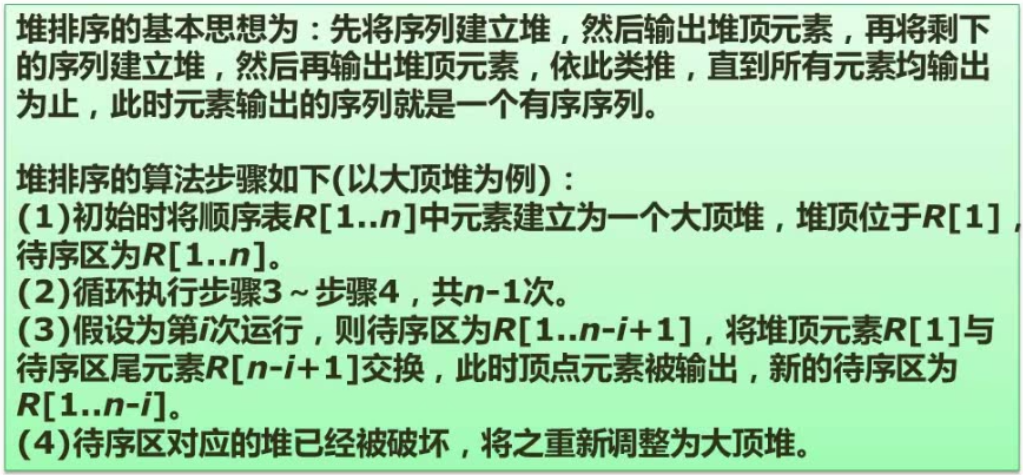 堆排序的基本思想为：先将序列建立堆，然后输出堆顶元素，再将剩下
的序列建立堆，然后再输出堆顶元素，依此类推，直到所有元素均输出
为止，此时元素输出的序列就是一个有序序列。
堆排序的算法步骤如下(以大顶堆为例)：
(1)初始时将顺序表R[1..n]中元素建立为一个大顶堆，堆顶位于R[1]，
待序区为R[1..n]。
(2)循环执行步骤3～步骤4，共n-1次。
(3)假设为第i次运行，则待序区为R[1..n-i+1]，将堆顶元素R[1]与
待序区尾元素R[n-i+1]交换，此时顶点元素被输出，新的待序区为
R[1..n-i]。
(4)待序区对应的堆已经被破坏，将之重新调整为大顶堆。